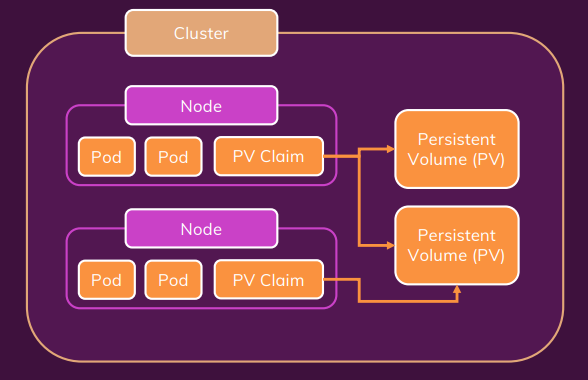 Cluster
Node
Pod
Pod
PV Claim
Persistent
Volume (PV)
Node
Pod
Pod
PV Claim
Persistent
Volume (PV)